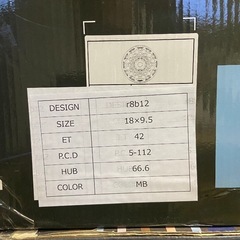 DESIGN r8b12
SIZE 18×9.5
ET 42
P.C.D 5-112
HUB 66.6
COLOR MB